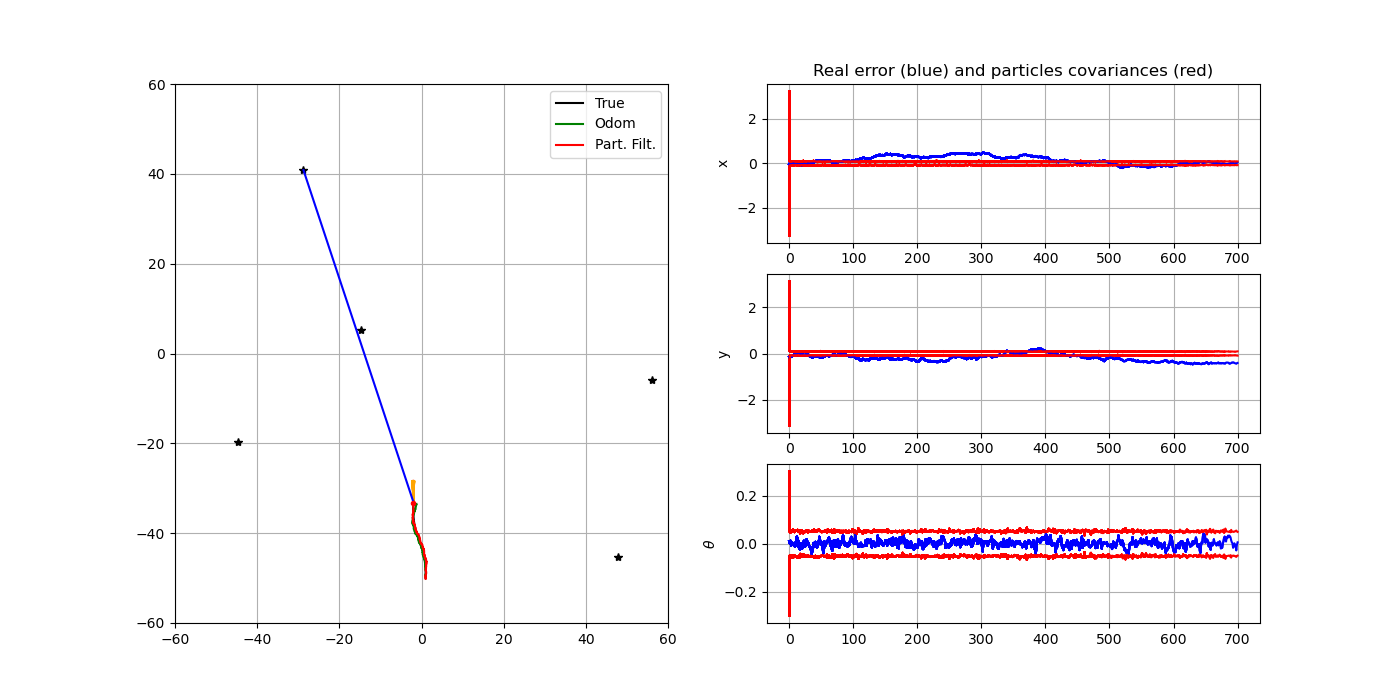 60
40
20
0
−20
−40
−60
−60 −40 −20 0 20 40 60
True
Odom
Part. Filt.
Real error (blue) and particles covariances (red)
x
2
0
−2
0 100 200 300 400 500 600 700
y
2
0
−2
0 100 200 300 400 500 600 700
θ
0.2
0.0
−0.2
0 100 200 300 400 500 600 700